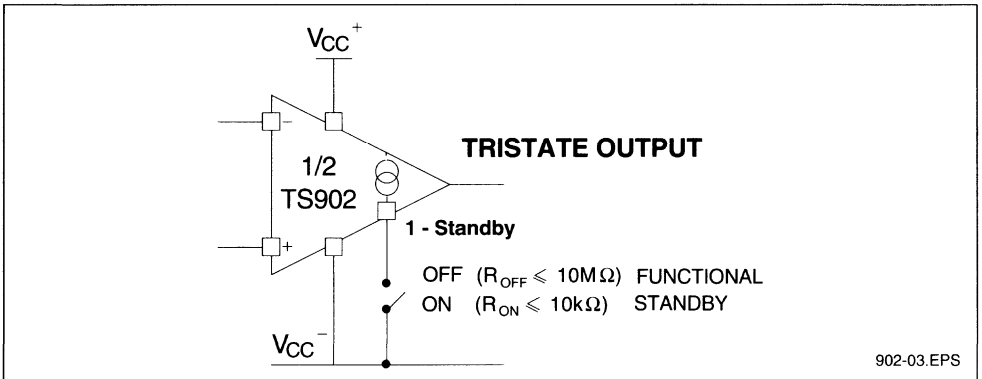 VCC+
−
TRISTATE OUTPUT
1/2
TS902
1 - Standby
+
OFF (ROFF ⩽ 10MΩ) FUNCTIONAL
ON (RON ⩽ 10kΩ) STANDBY
VCC−
902-03.EPS